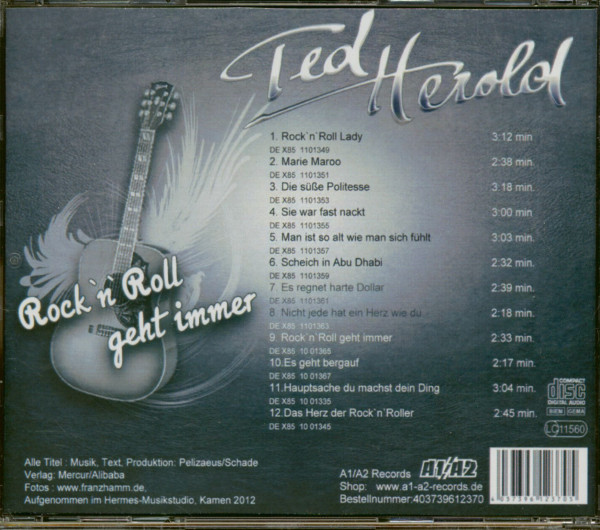 Ted Herold
1. Rock`n`Roll Lady 3:12 min
DE X85 1101349
2. Marie Maroo 2:38 min.
DE X85 1101351
3. Die süße Politesse 3:18 min.
DE X85 1101353
4. Sie war fast nackt 3:00 min
DE X85 1101355
5. Man ist so alt wie man sich fühlt 3:03 min.
DE X85 1101357
6. Scheich in Abu Dhabi 2:32 min.
DE X85 1101359
7. Es regnet harte Dollar 2:39 min.
DE X85 1101361
8. Nicht jede hat ein Herz wie du 2:18 min.
DE X85 1101363
9. Rock`n`Roll geht immer 2:33 min.
DE X85 10 01365
10.Es geht bergauf 2:17 min.
DE X85 10 01367
11.Hauptsache du machst dein Ding 3:04 min.
DE X85 10 01335
12.Das Herz der Rock`n`Roller 2:45 min.
DE X85 10 01345
Rock`n`Roll
geht immer
COMPACT
disc
DIGITAL AUDIO
BIEM GEMA
LC11560
Alle Titel : Musik, Text, Produktion: Pelizaeus/Schade
Verlag: Mercur/Alibaba
Fotos : www.franzhamm.de,
Aufgenommen im Hermes-Musikstudio, Kamen 2012
A1/A2 Records A1/A2
Shop: www.a1-a2-records.de
Bestellnummer:403739612370